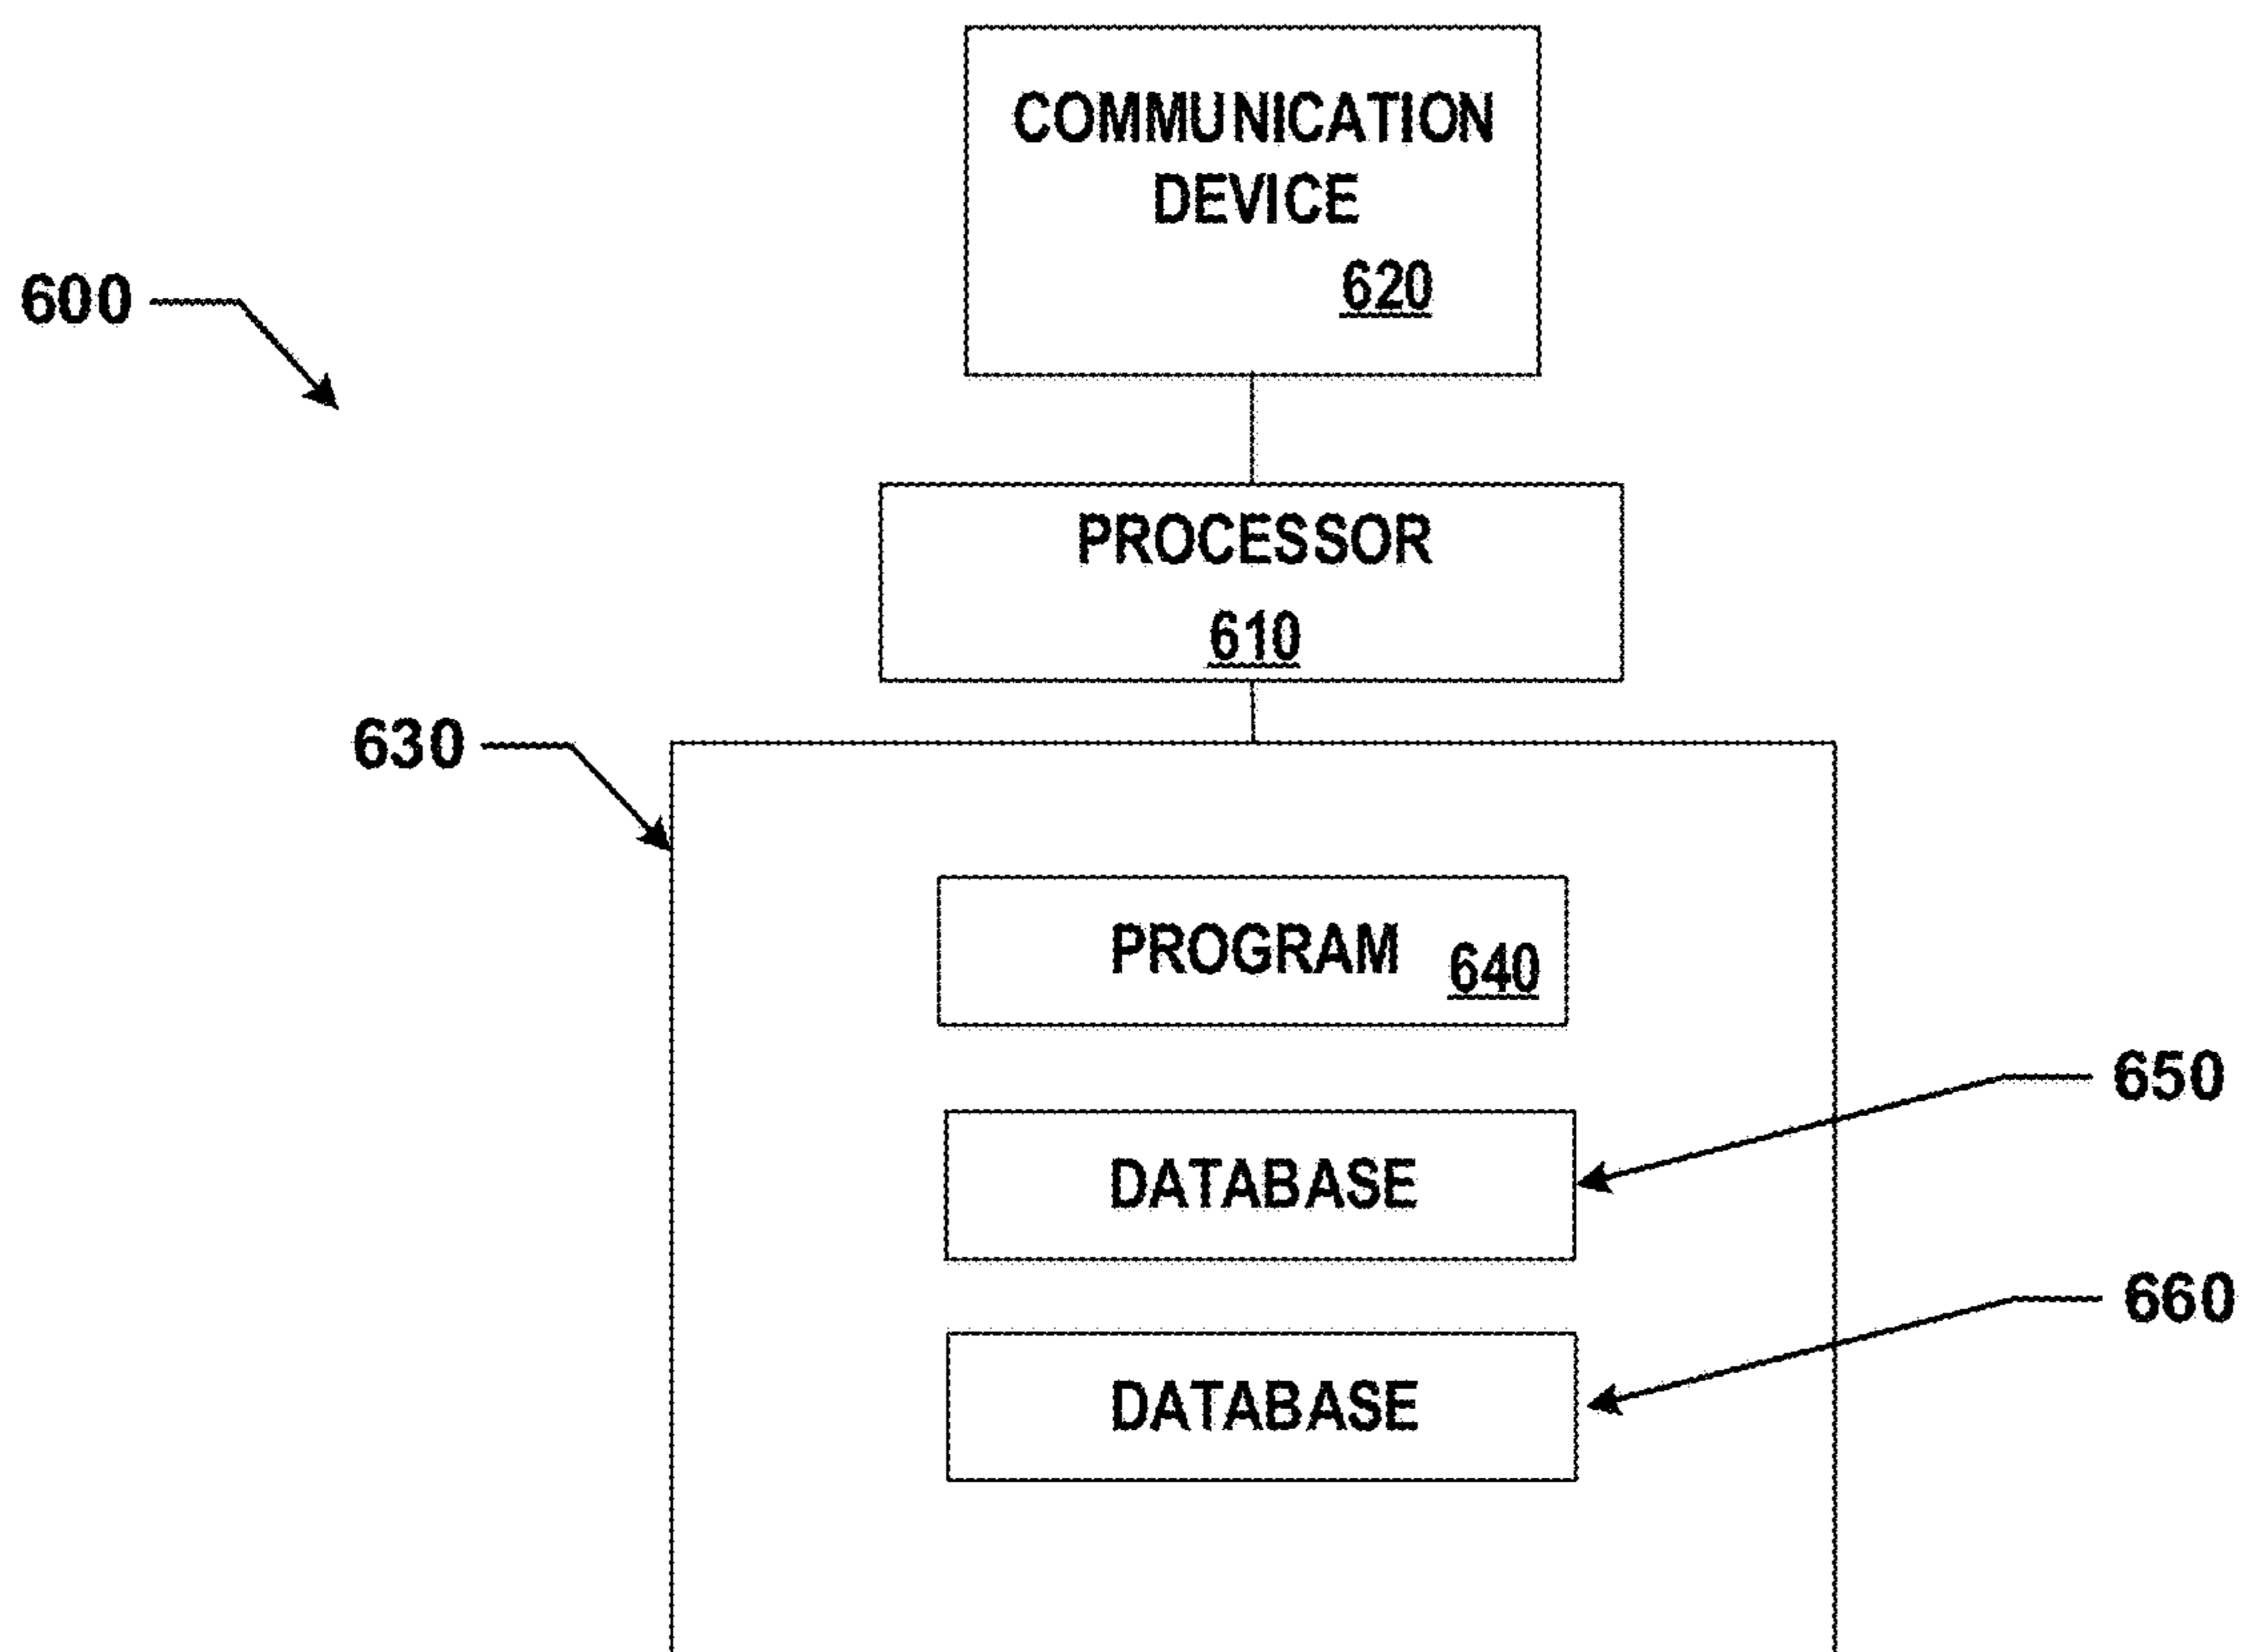 COMMUNICATION
DEVICE
620
600
PROCESSOR
610
630
PROGRAM 640
650
DATABASE
660
DATABASE